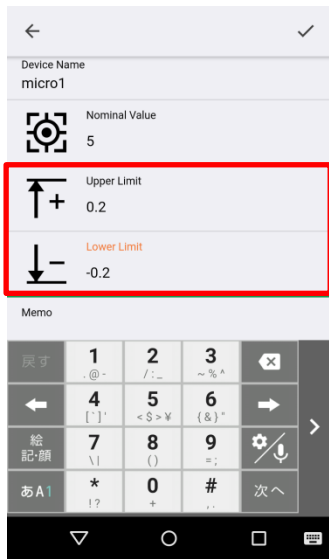 Device Name
micro1
Nominal Value
5
Upper Limit
0.2
Lower Limit
-0.2
Memo
戻す
1
.@-
2
/:_
3
~%^
4
[`]'
5
<$>¥
6
{&}"
絵
記・顔
7
\|
8
()
9
=;
あA1
*
!?
0
+
#
,.
次へ